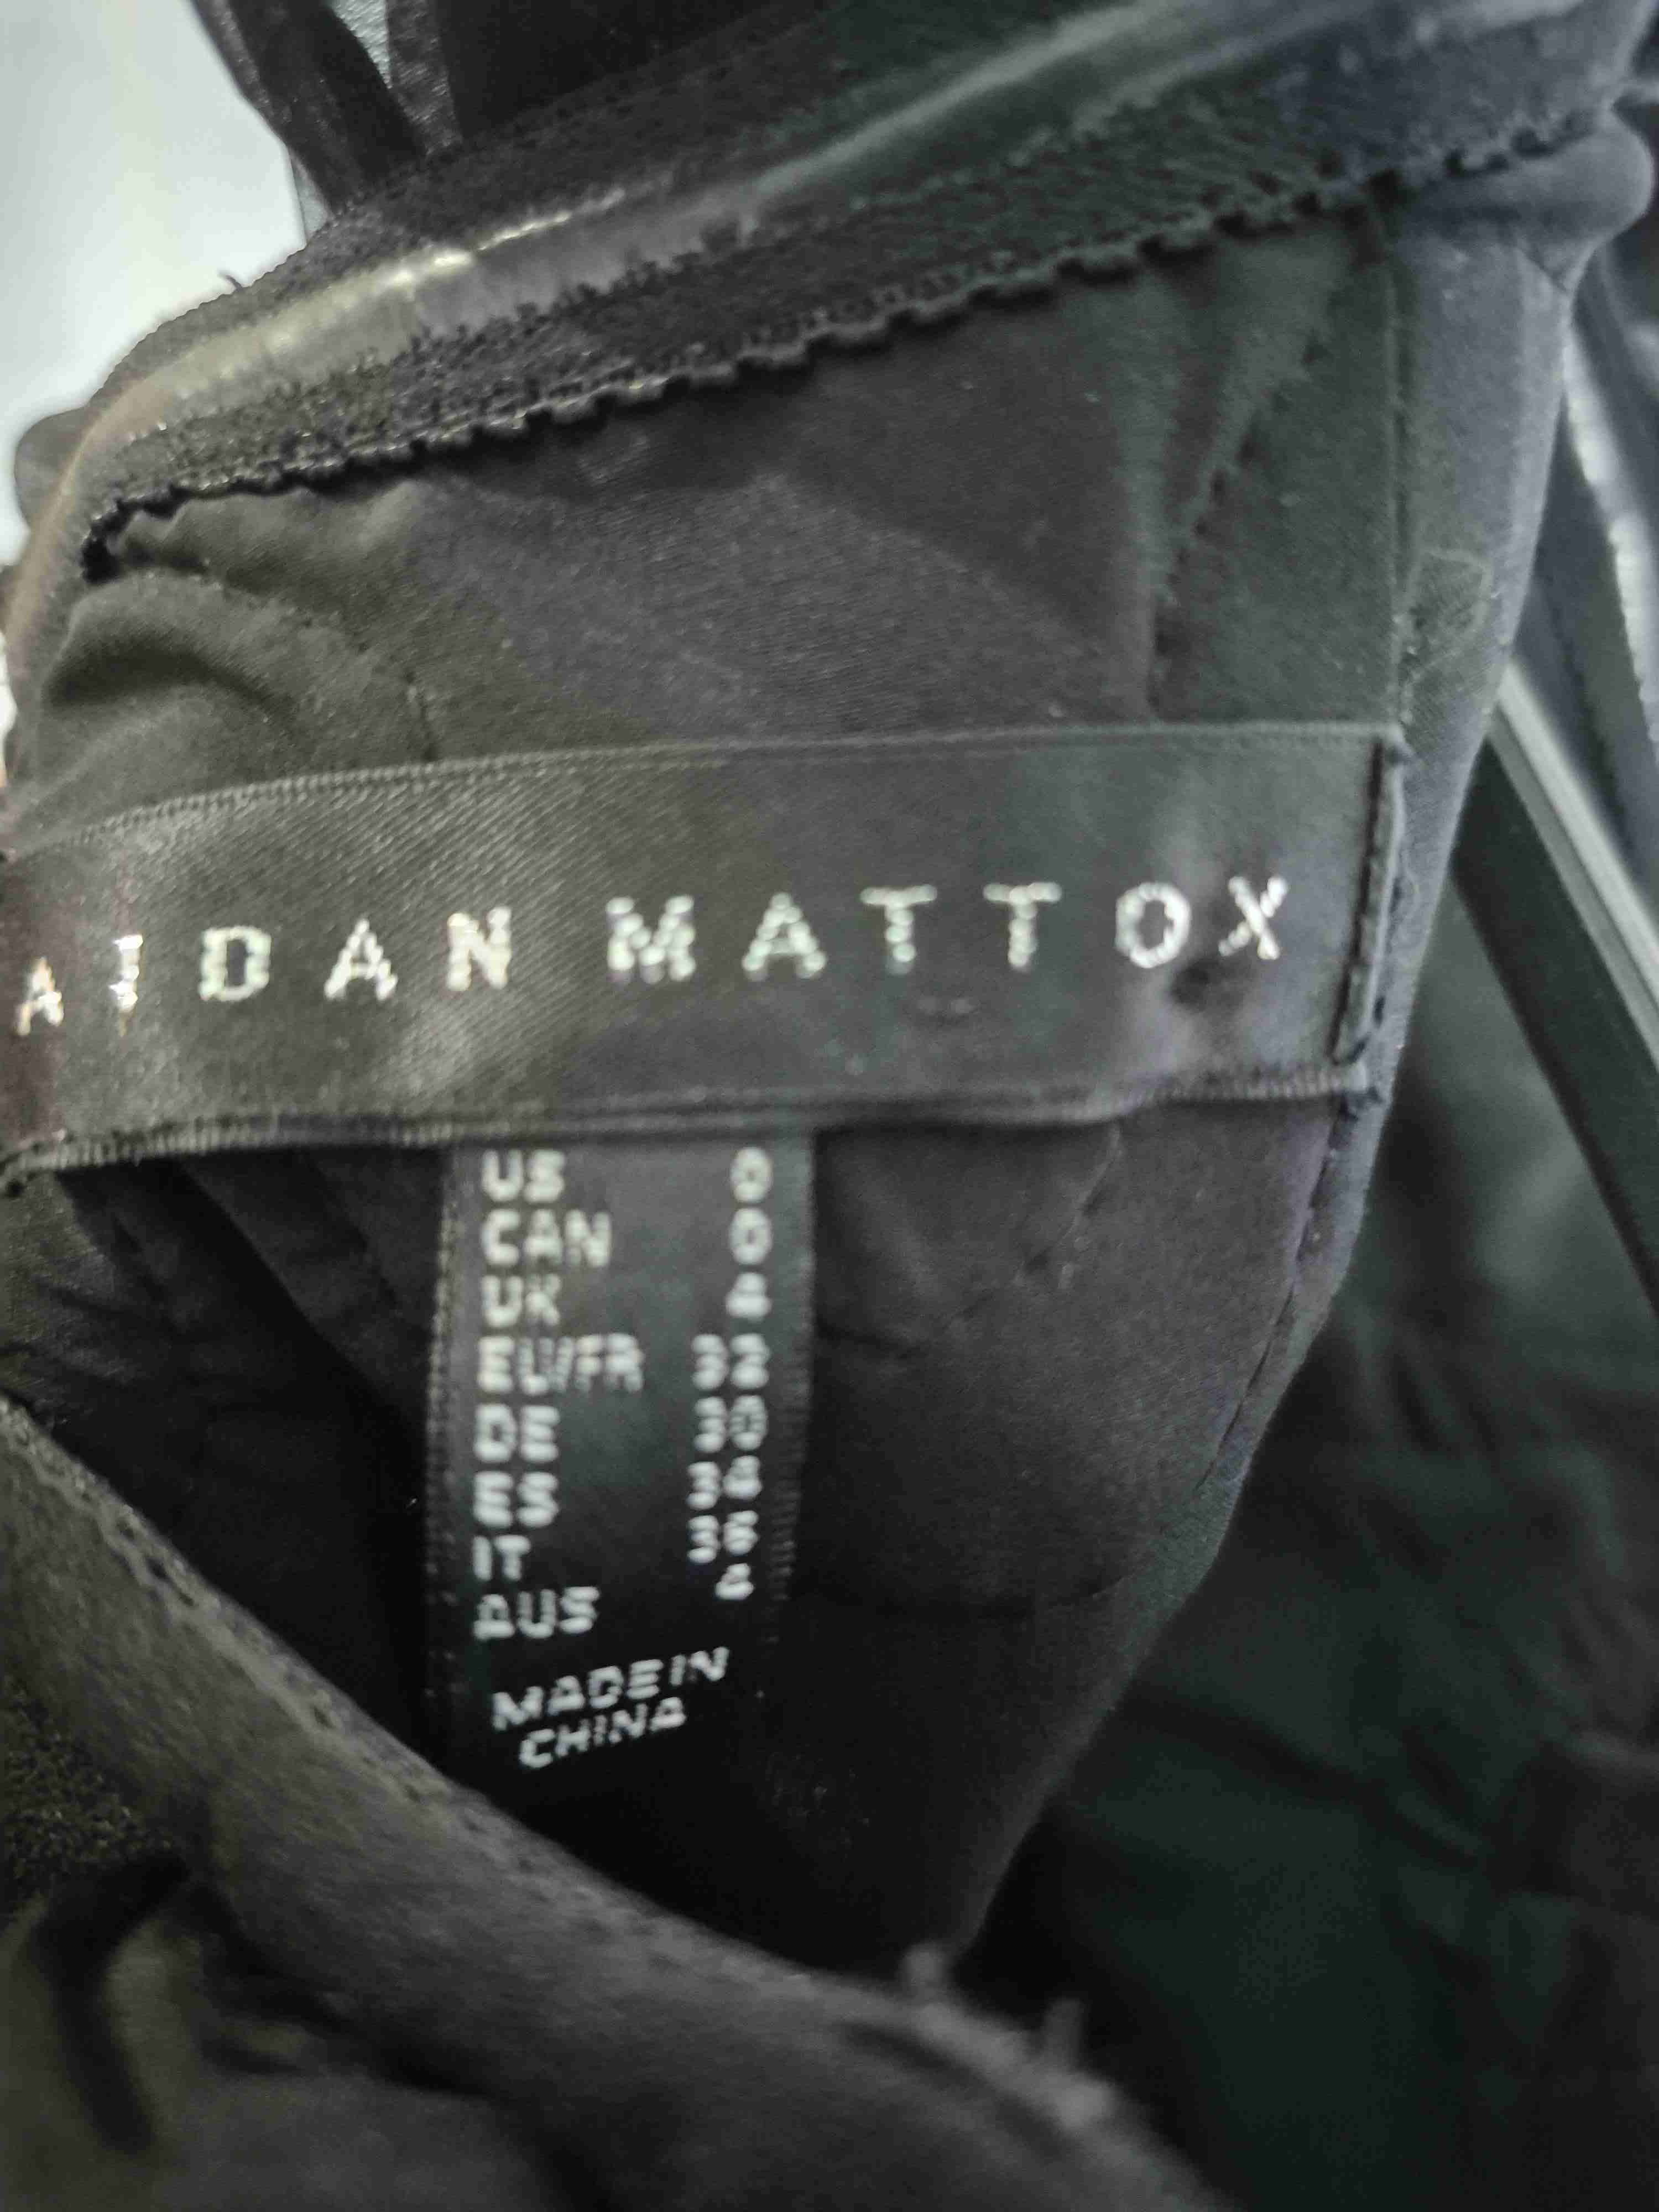 AIDAN MATTOX
US 0
CAN 0
UK 4
EU/FR 32
DE 30
ES 34
IT 36
AUS 4
MADE IN
CHINA